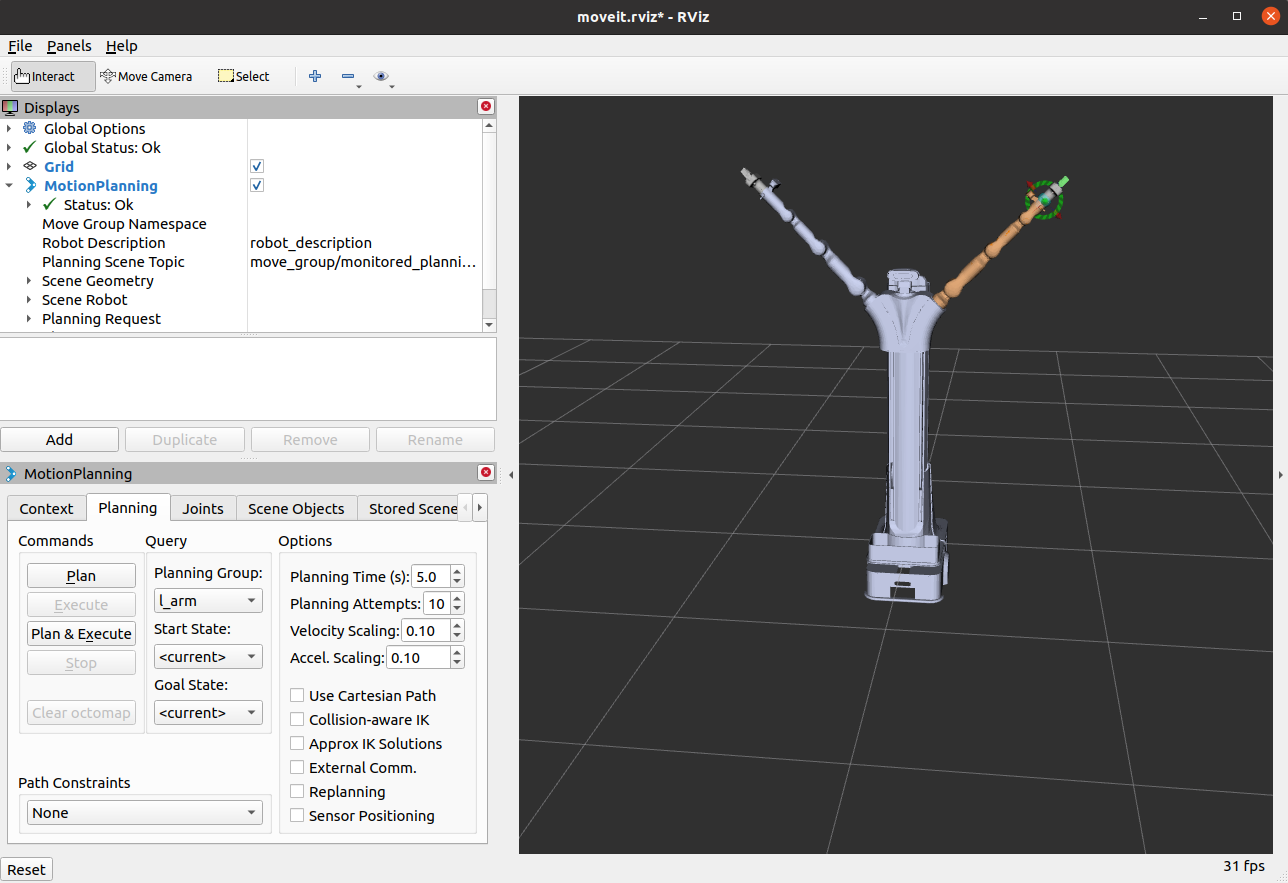 moveit.rviz* - RViz
File Panels Help
Interact Move Camera Select
Displays
Global Options
Global Status: Ok
Grid
MotionPlanning
Status: Ok
Move Group Namespace
Robot Description robot_description
Planning Scene Topic move_group/monitored_planni...
Scene Geometry
Scene Robot
Planning Request
Add Duplicate Remove Rename
MotionPlanning
Context Planning Joints Scene Objects Stored Scene
Commands Query Options
Plan
Execute
Plan & Execute
Stop
Clear octomap
Planning Group:
l_arm
Start State:
<current>
Goal State:
<current>
Planning Time (s): 5.0
Planning Attempts: 10
Velocity Scaling: 0.10
Accel. Scaling: 0.10
Use Cartesian Path
Collision-aware IK
Approx IK Solutions
External Comm.
Replanning
Sensor Positioning
Path Constraints
None
Reset
31 fps